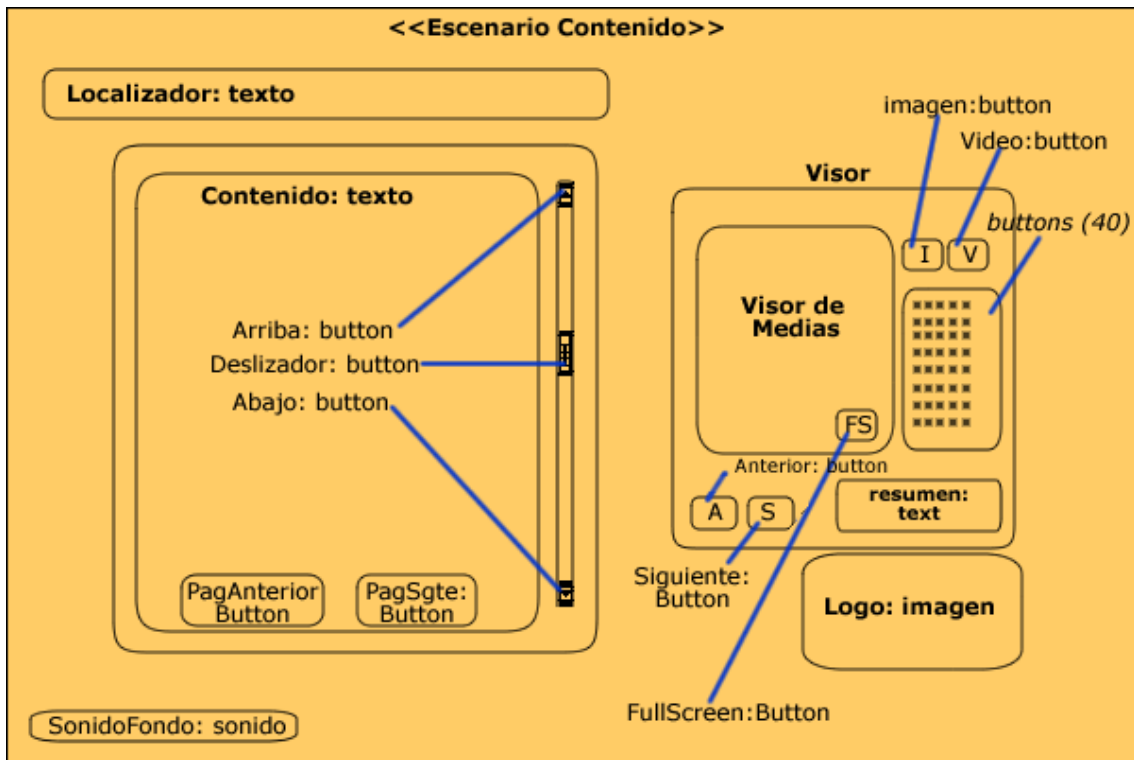 <<Escenario Contenido>>
Localizador: texto
imagen:button
Video:button
Visor
Contenido: texto
buttons (40)
I
V
Visor de
Medias
Arriba: button
Deslizador: button
Abajo: button
FS
Anterior: button
A
S
resumen:
text
Siguiente:
Button
PagAnterior
Button
PagSgte:
Button
Logo: imagen
FullScreen:Button
SonidoFondo: sonido